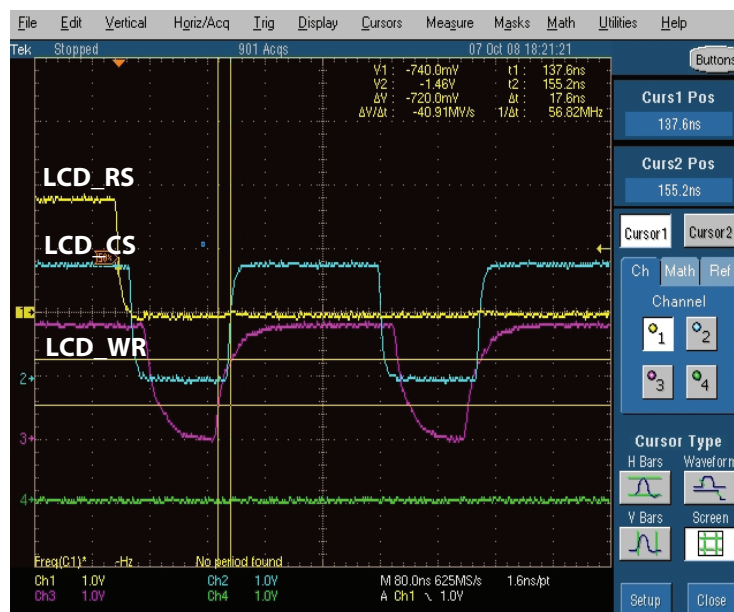 File Edit Vertical Horiz/Acq Trig Display Cursors Measure Masks Math Utilities Help
Tek Stopped 901 Acqs 07 Oct 08 18:21:21
Buttons
V1 : -740.0mV t1 : 137.6ns
V2 : -1.46V t2 : 155.2ns
ΔV : -720.0mV Δt : 17.6ns
ΔV/Δt : -40.91MV/s 1/Δt : 56.82MHz
Curs1 Pos
137.6ns
Curs2 Pos
155.2ns
LCD_RS
LCD_CS
LCD_WR
1
2
3
4
Cursor1 Cursor2
Ch Math Ref
Channel
1 2
3 4
Cursor Type
H Bars Waveform
V Bars Screen
Setup Close
Freq(C1)* -Hz No period found
Ch1 1.0V Ch2 1.0V M 80.0ns 625MS/s 1.6ns/pt
Ch3 1.0V Ch4 1.0V A Ch1 \ 1.0V